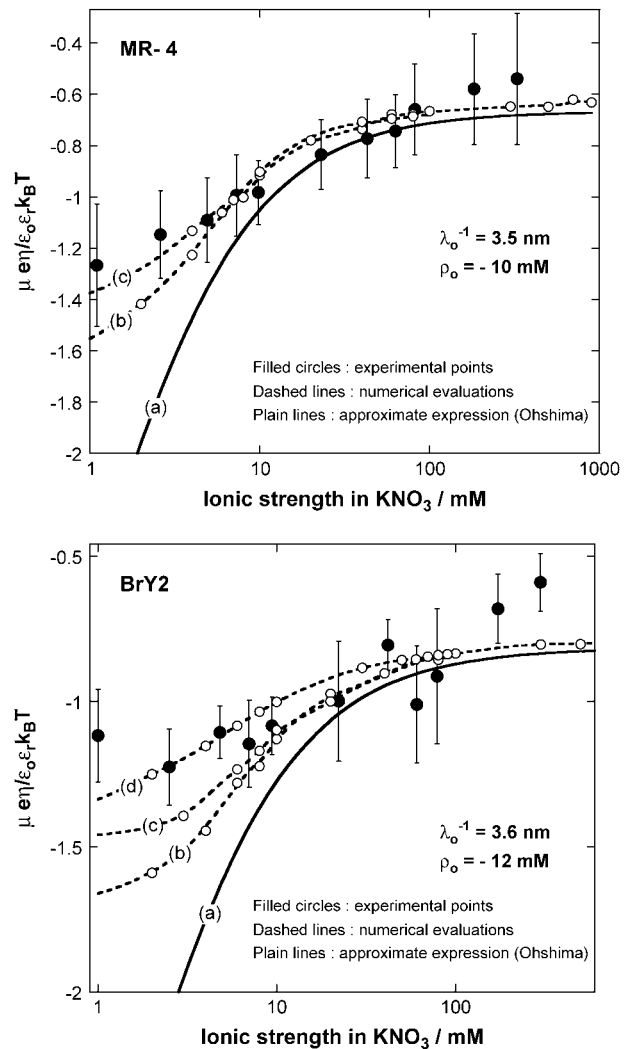 MR- 4
-0.4
-0.6
-0.8
-1
-1.2
-1.4
-1.6
-1.8
-2
μ eη/ε₀εᵣk_BT
(c)
(b)
(a)
λ₀⁻¹ = 3.5 nm
ρ₀ = - 10 mM
Filled circles : experimental points
Dashed lines : numerical evaluations
Plain lines : approximate expression (Ohshima)
1 10 100 1000
Ionic strength in KNO₃ / mM
BrY2
-0.5
-1
-1.5
-2
μ eη/ε₀εᵣk_BT
(d)
(c)
(b)
(a)
λ₀⁻¹ = 3.6 nm
ρ₀ = - 12 mM
Filled circles : experimental points
Dashed lines : numerical evaluations
Plain lines : approximate expression (Ohshima)
1 10 100
Ionic strength in KNO₃ / mM